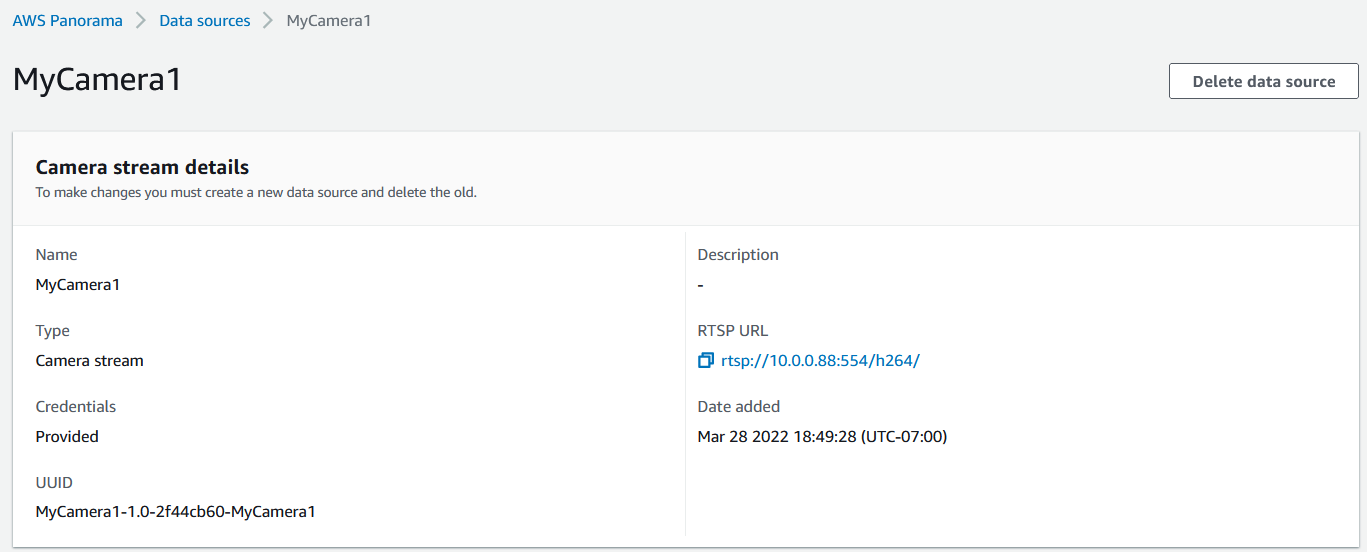 AWS Panorama > Data sources > MyCamera1
MyCamera1
Delete data source
Camera stream details
To make changes you must create a new data source and delete the old.
Name
MyCamera1
Type
Camera stream
Credentials
Provided
UUID
MyCamera1-1.0-2f44cb60-MyCamera1
Description
-
RTSP URL
rtsp://10.0.0.88:554/h264/
Date added
Mar 28 2022 18:49:28 (UTC-07:00)